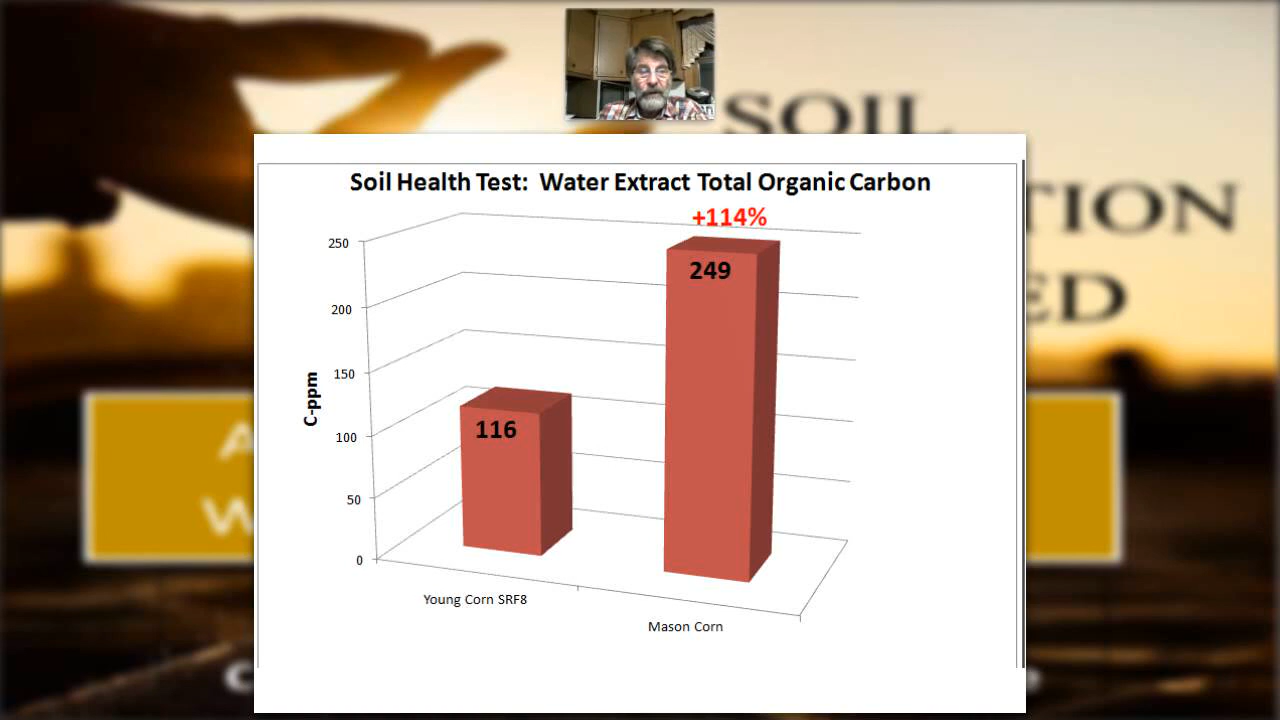 SOIL
TION
ED
Soil Health Test: Water Extract Total Organic Carbon
+114%
250
200
150
100
50
0
C-ppm
116
249
Young Corn SRF8
Mason Corn